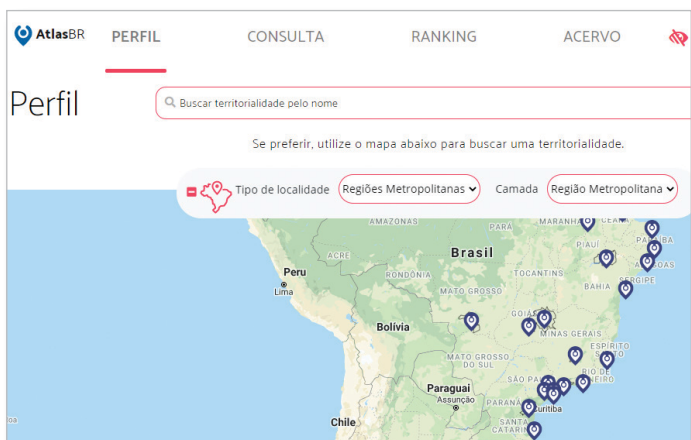 AtlasBR PERFIL CONSULTA RANKING ACERVO
Perfil
Buscar territorialidade pelo nome
Se preferir, utilize o mapa abaixo para buscar uma territorialidade.
Tipo de localidade Regiões Metropolitanas Camada Região Metropolitana
AMAZONAS PARÁ MARANHÃO CEARÁ
ACRE Brasil PIAUÍ PARAÍBA
Peru RONDÔNIA TOCANTINS
Lima MATO GROSSO BAHIA SERGIPE
GOIÁS
Bolívia MINAS GERAIS
ESPÍRITO
MATO GROSSO SANTO
DO SUL RIO DE
Paraguai SÃO PAULO JANEIRO
Assunção PARANÁ
Curitiba
Chile SANTA
CATARINA